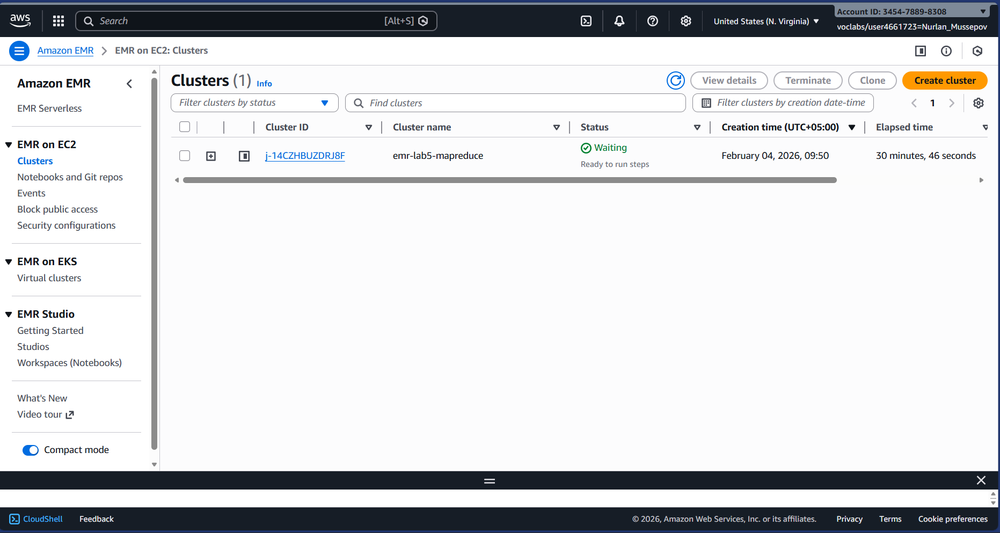 aws
Search
[Alt+S]
United States (N. Virginia)
Account ID: 3454-7889-8308
voclabs/user4661723=Nurlan_Mussepov
Amazon EMR
EMR on EC2: Clusters
Amazon EMR
EMR Serverless
EMR on EC2
Clusters
Notebooks and Git repos
Events
Block public access
Security configurations
EMR on EKS
Virtual clusters
EMR Studio
Getting Started
Studios
Workspaces (Notebooks)
What's New
Video tour
Compact mode
Clusters (1) Info
View details
Terminate
Clone
Create cluster
Filter clusters by status
Find clusters
Filter clusters by creation date-time
1
Cluster ID
Cluster name
Status
Creation time (UTC+05:00)
Elapsed time
j-14CZHBUZDRJ8F
emr-lab5-mapreduce
Waiting
Ready to run steps
February 04, 2026, 09:50
30 minutes, 46 seconds
CloudShell
Feedback
© 2026, Amazon Web Services, Inc. or its affiliates.
Privacy
Terms
Cookie preferences